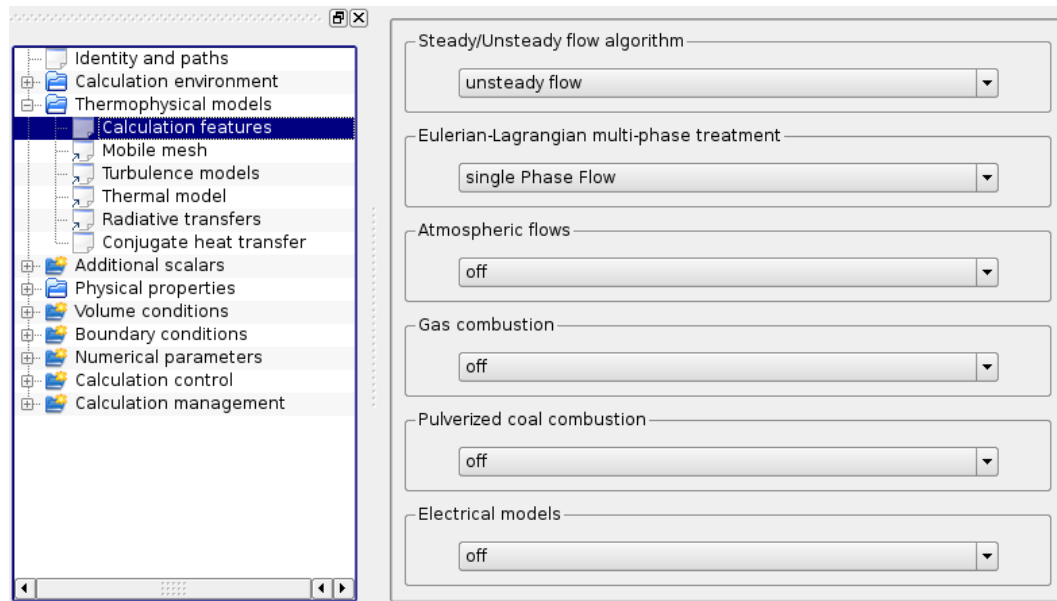 Identity and paths
Calculation environment
Thermophysical models
Calculation features
Mobile mesh
Turbulence models
Thermal model
Radiative transfers
Conjugate heat transfer
Additional scalars
Physical properties
Volume conditions
Boundary conditions
Numerical parameters
Calculation control
Calculation management
Steady/Unsteady flow algorithm
unsteady flow
Eulerian-Lagrangian multi-phase treatment
single Phase Flow
Atmospheric flows
off
Gas combustion
off
Pulverized coal combustion
off
Electrical models
off